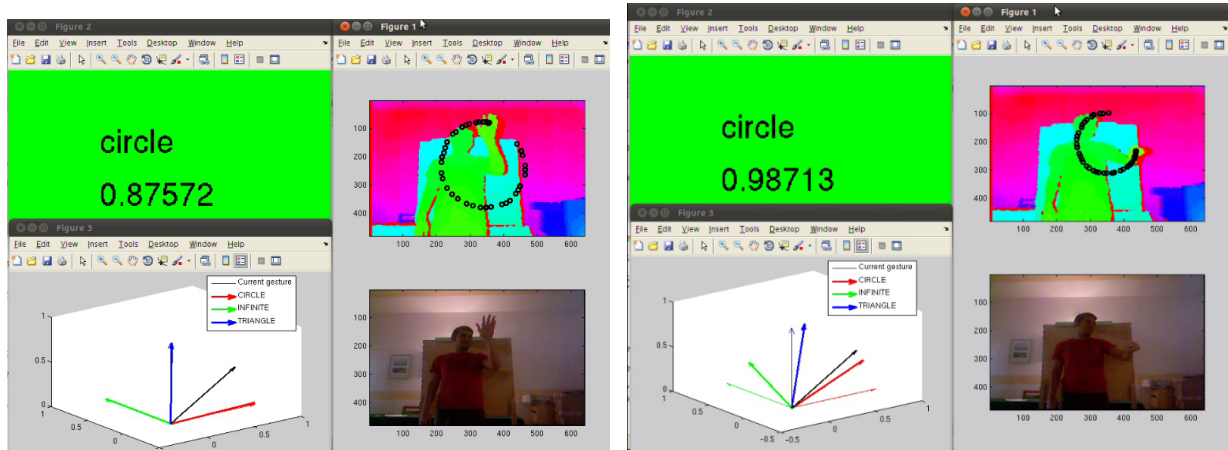 Figure 2
File Edit View Insert Tools Desktop Window Help
circle
0.87572
Figure 1
File Edit View Insert Tools Desktop Window Help
100
200
300
400
100 200 300 400 500 600
100
200
300
400
100 200 300 400 500 600
Figure 3
File Edit View Insert Tools Desktop Window Help
Current gesture
CIRCLE
INFINITE
TRIANGLE
1
0.5
0
1
0.5
0
0
0.5
1
Figure 2
File Edit View Insert Tools Desktop Window Help
circle
0.98713
Figure 1
File Edit View Insert Tools Desktop Window Help
100
200
300
400
100 200 300 400 500 600
100
200
300
400
100 200 300 400 500 600
Figure 3
File Edit View Insert Tools Desktop Window Help
Current gesture
CIRCLE
INFINITE
TRIANGLE
1
0.5
0
1
0.5
0
-0.5
-0.5
0
0.5
1